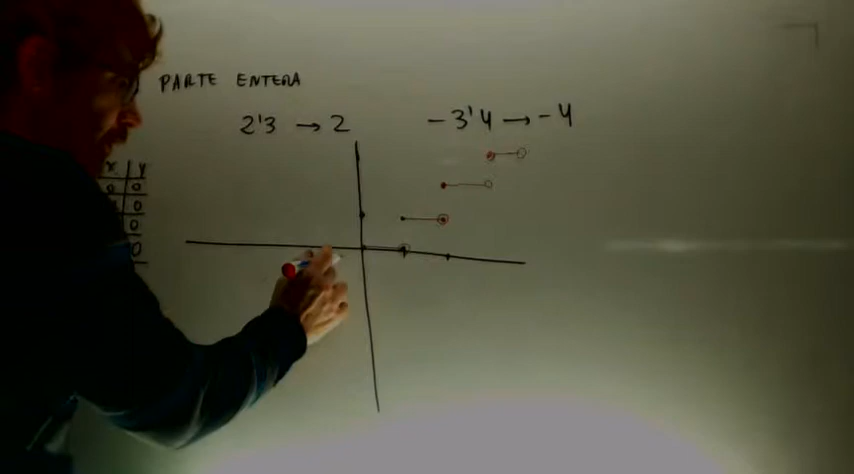 PARTE ENTERA
2'3 → 2
-3'4 → -4
X Y
0 0
0
0
0